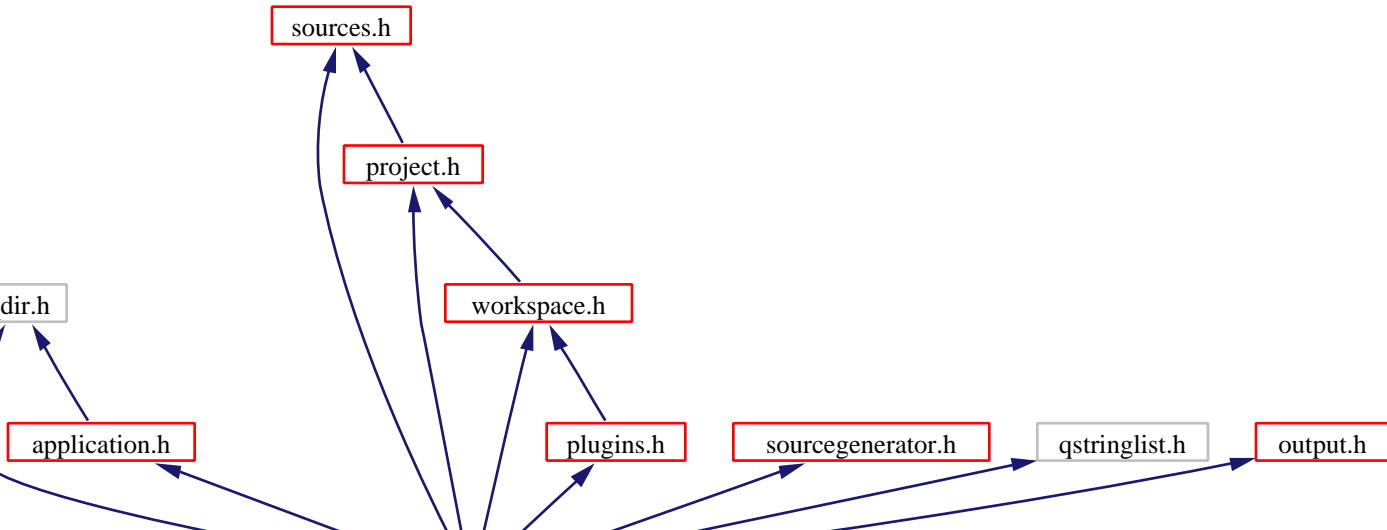 sources.h
project.h
dir.h
workspace.h
application.h
plugins.h
sourcegenerator.h
qstringlist.h
output.h